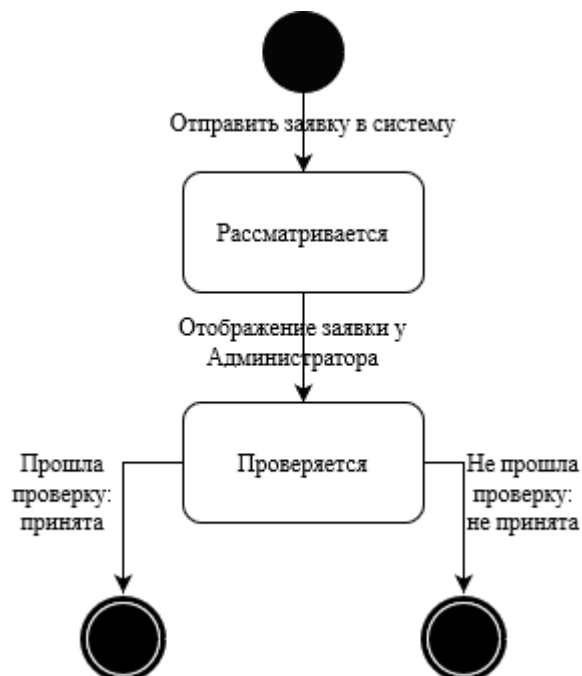 Отправить заявку в систему
Рассматривается
Отображение заявки у
Администратора
Проверяется
Прошла
проверку:
принята
Не прошла
проверку:
не принята